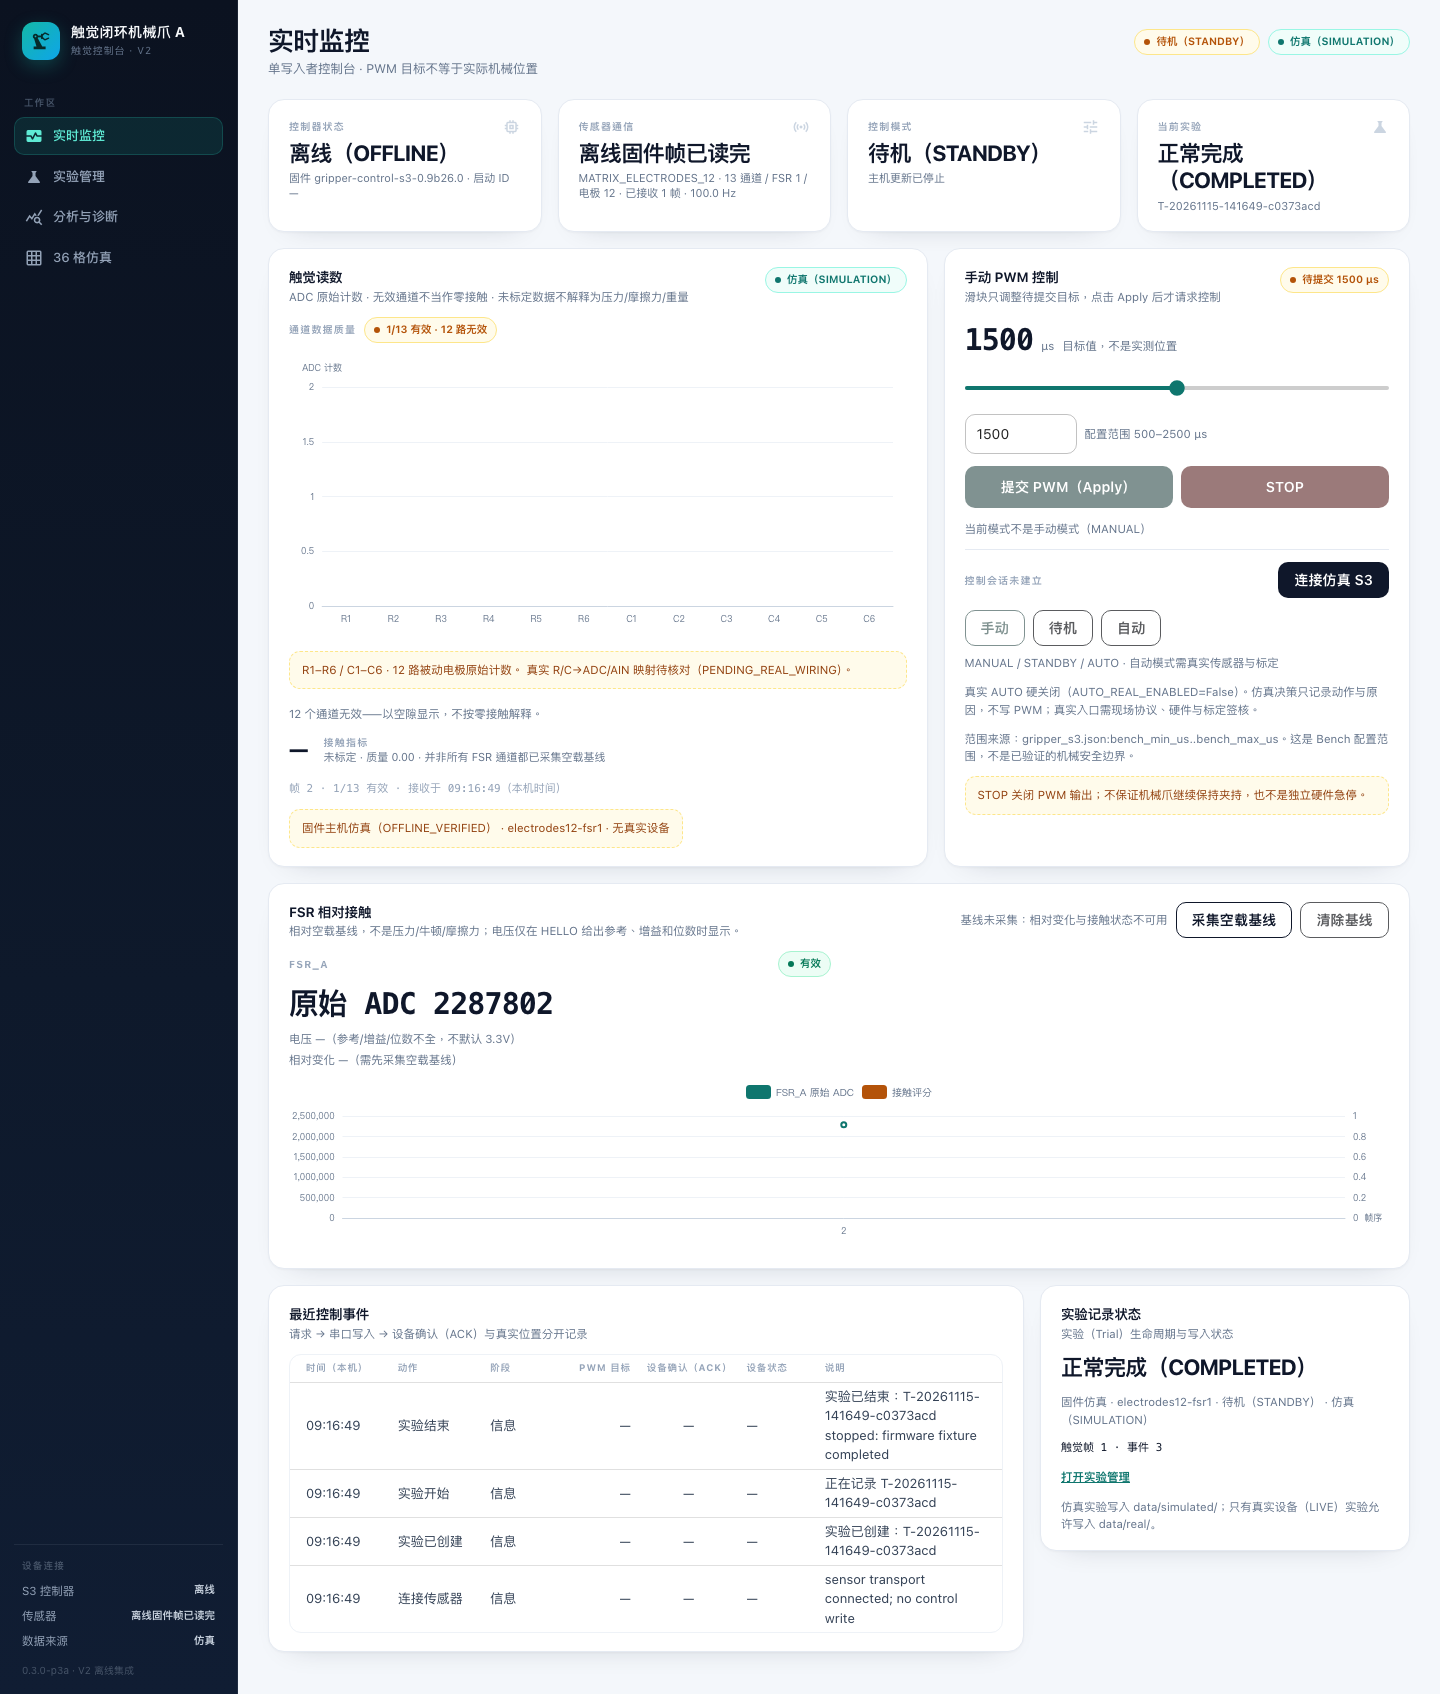 触觉闭环机械爪 A
触觉控制台 · V2
工作区
实时监控
实验管理
分析与诊断
36 格仿真
设备连接
S3 控制器 离线
传感器 离线固件帧已读完
数据来源 仿真
0.3.0-p3a · V2 离线集成
实时监控
单写入者控制台 · PWM 目标不等于实际机械位置
待机（STANDBY）
仿真（SIMULATION）
控制器状态
离线（OFFLINE）
固件 gripper-control-s3-0.9b26.0 · 启动 ID
—
传感器通信
离线固件帧已读完
MATRIX_ELECTRODES_12 · 13 通道 / FSR 1 /
电极 12 · 已接收 1 帧 · 100.0 Hz
控制模式
待机（STANDBY）
主机更新已停止
当前实验
正常完成
（COMPLETED）
T-20261115-141649-c0373acd
触觉读数
ADC 原始计数 · 无效通道不当作零接触 · 未标定数据不解释为压力/摩擦力/重量
仿真（SIMULATION）
通道数据质量
1/13 有效 · 12 路无效
ADC 计数
2
1.5
1
0.5
0
R1 R2 R3 R4 R5 R6 C1 C2 C3 C4 C5 C6
R1–R6 / C1–C6 · 12 路被动电极原始计数。 真实 R/C→ADC/AIN 映射待核对（PENDING_REAL_WIRING）。
12 个通道无效——以空隙显示，不按零接触解释。
—
接触指标
未标定 · 质量 0.00 · 并非所有 FSR 通道都已采集空载基线
帧 2 · 1/13 有效 · 接收于 09:16:49（本机时间）
固件主机仿真（OFFLINE_VERIFIED） · electrodes12-fsr1 · 无真实设备
手动 PWM 控制
滑块只调整待提交目标，点击 Apply 后才请求控制
待提交 1500 µs
1500 µs 目标值，不是实测位置
1500
配置范围 500–2500 µs
提交 PWM（Apply）
STOP
当前模式不是手动模式（MANUAL）
控制会话未建立
连接仿真 S3
手动
待机
自动
MANUAL / STANDBY / AUTO · 自动模式需真实传感器与标定
真实 AUTO 硬关闭（AUTO_REAL_ENABLED=False）。仿真决策只记录动作与原
因，不写 PWM；真实入口需现场协议、硬件与标定签核。
范围来源：gripper_s3.json:bench_min_us..bench_max_us。这是 Bench 配置范
围，不是已验证的机械安全边界。
STOP 关闭 PWM 输出；不保证机械爪继续保持夹持，也不是独立硬件急停。
FSR 相对接触
相对空载基线，不是压力/牛顿/摩擦力；电压仅在 HELLO 给出参考、增益和位数时显示。
基线未采集：相对变化与接触状态不可用
采集空载基线
清除基线
FSR_A
有效
原始 ADC 2287802
电压 —（参考/增益/位数不全，不默认 3.3V）
相对变化 —（需先采集空载基线）
FSR_A 原始 ADC
接触评分
2,500,000 1
2,000,000 0.8
1,500,000 0.6
1,000,000 0.4
500,000 0.2
0 0 帧序
2
最近控制事件
请求 → 串口写入 → 设备确认（ACK）与真实位置分开记录
时间（本机） 动作 阶段 PWM 目标 设备确认（ACK） 设备状态 说明
09:16:49 实验结束 信息 — — — 实验已结束：T-20261115-
141649-c0373acd
stopped: firmware fixture
completed
09:16:49 实验开始 信息 — — — 正在记录 T-20261115-
141649-c0373acd
09:16:49 实验已创建 信息 — — — 实验已创建：T-20261115-
141649-c0373acd
09:16:49 连接传感器 信息 — — — sensor transport
connected; no control
write
实验记录状态
实验（Trial）生命周期与写入状态
正常完成（COMPLETED）
固件仿真 · electrodes12-fsr1 · 待机（STANDBY） · 仿真
（SIMULATION）
触觉帧 1 · 事件 3
打开实验管理
仿真实验写入 data/simulated/；只有真实设备（LIVE）实验允
许写入 data/real/。